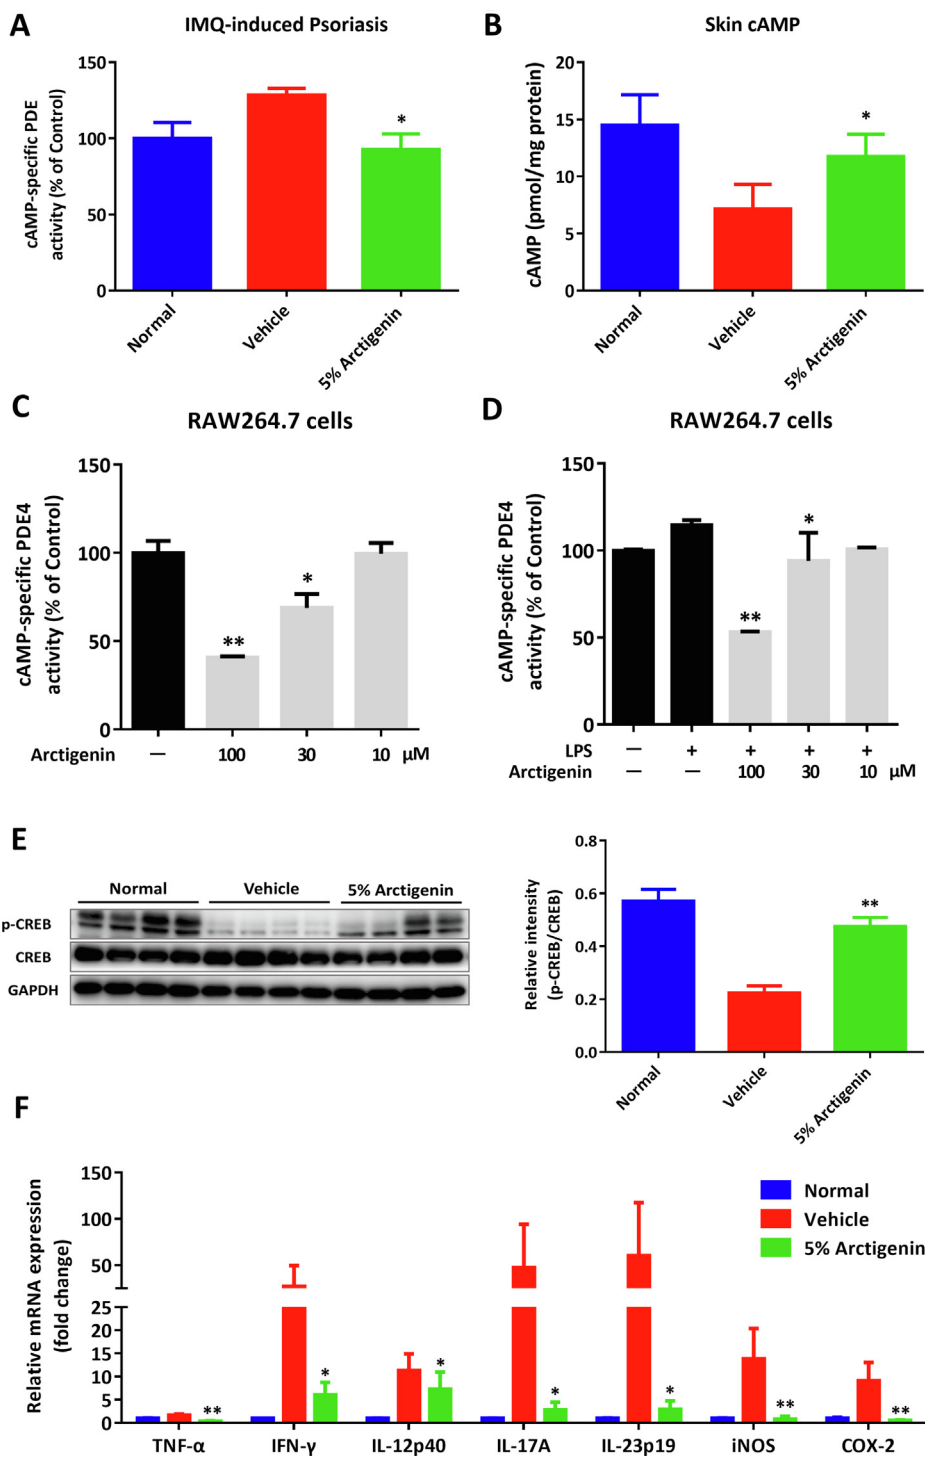 A
IMQ-induced Psoriasis
cAMP-specific PDE
activity (% of Control)
150
100
50
0
Normal
Vehicle
5% Arctigenin
*
B
Skin cAMP
cAMP (pmol/mg protein)
20
15
10
5
0
Normal
Vehicle
5% Arctigenin
*
C
RAW264.7 cells
cAMP-specific PDE4
activity (% of Control)
150
100
50
0
**
*
Arctigenin — 100 30 10 μM
D
RAW264.7 cells
cAMP-specific PDE4
activity (% of Control)
150
100
50
0
**
*
LPS — + + + +
Arctigenin — — 100 30 10 μM
E
Normal Vehicle 5% Arctigenin
p-CREB
CREB
GAPDH
Relative intensity
(p-CREB/CREB)
0.8
0.6
0.4
0.2
0.0
**
Normal
Vehicle
5% Arctigenin
F
Relative mRNA expression
(fold change)
150
100
50
25
20
15
10
5
0
Normal
Vehicle
5% Arctigenin
** * * * * ** **
TNF-α IFN-γ IL-12p40 IL-17A IL-23p19 iNOS COX-2